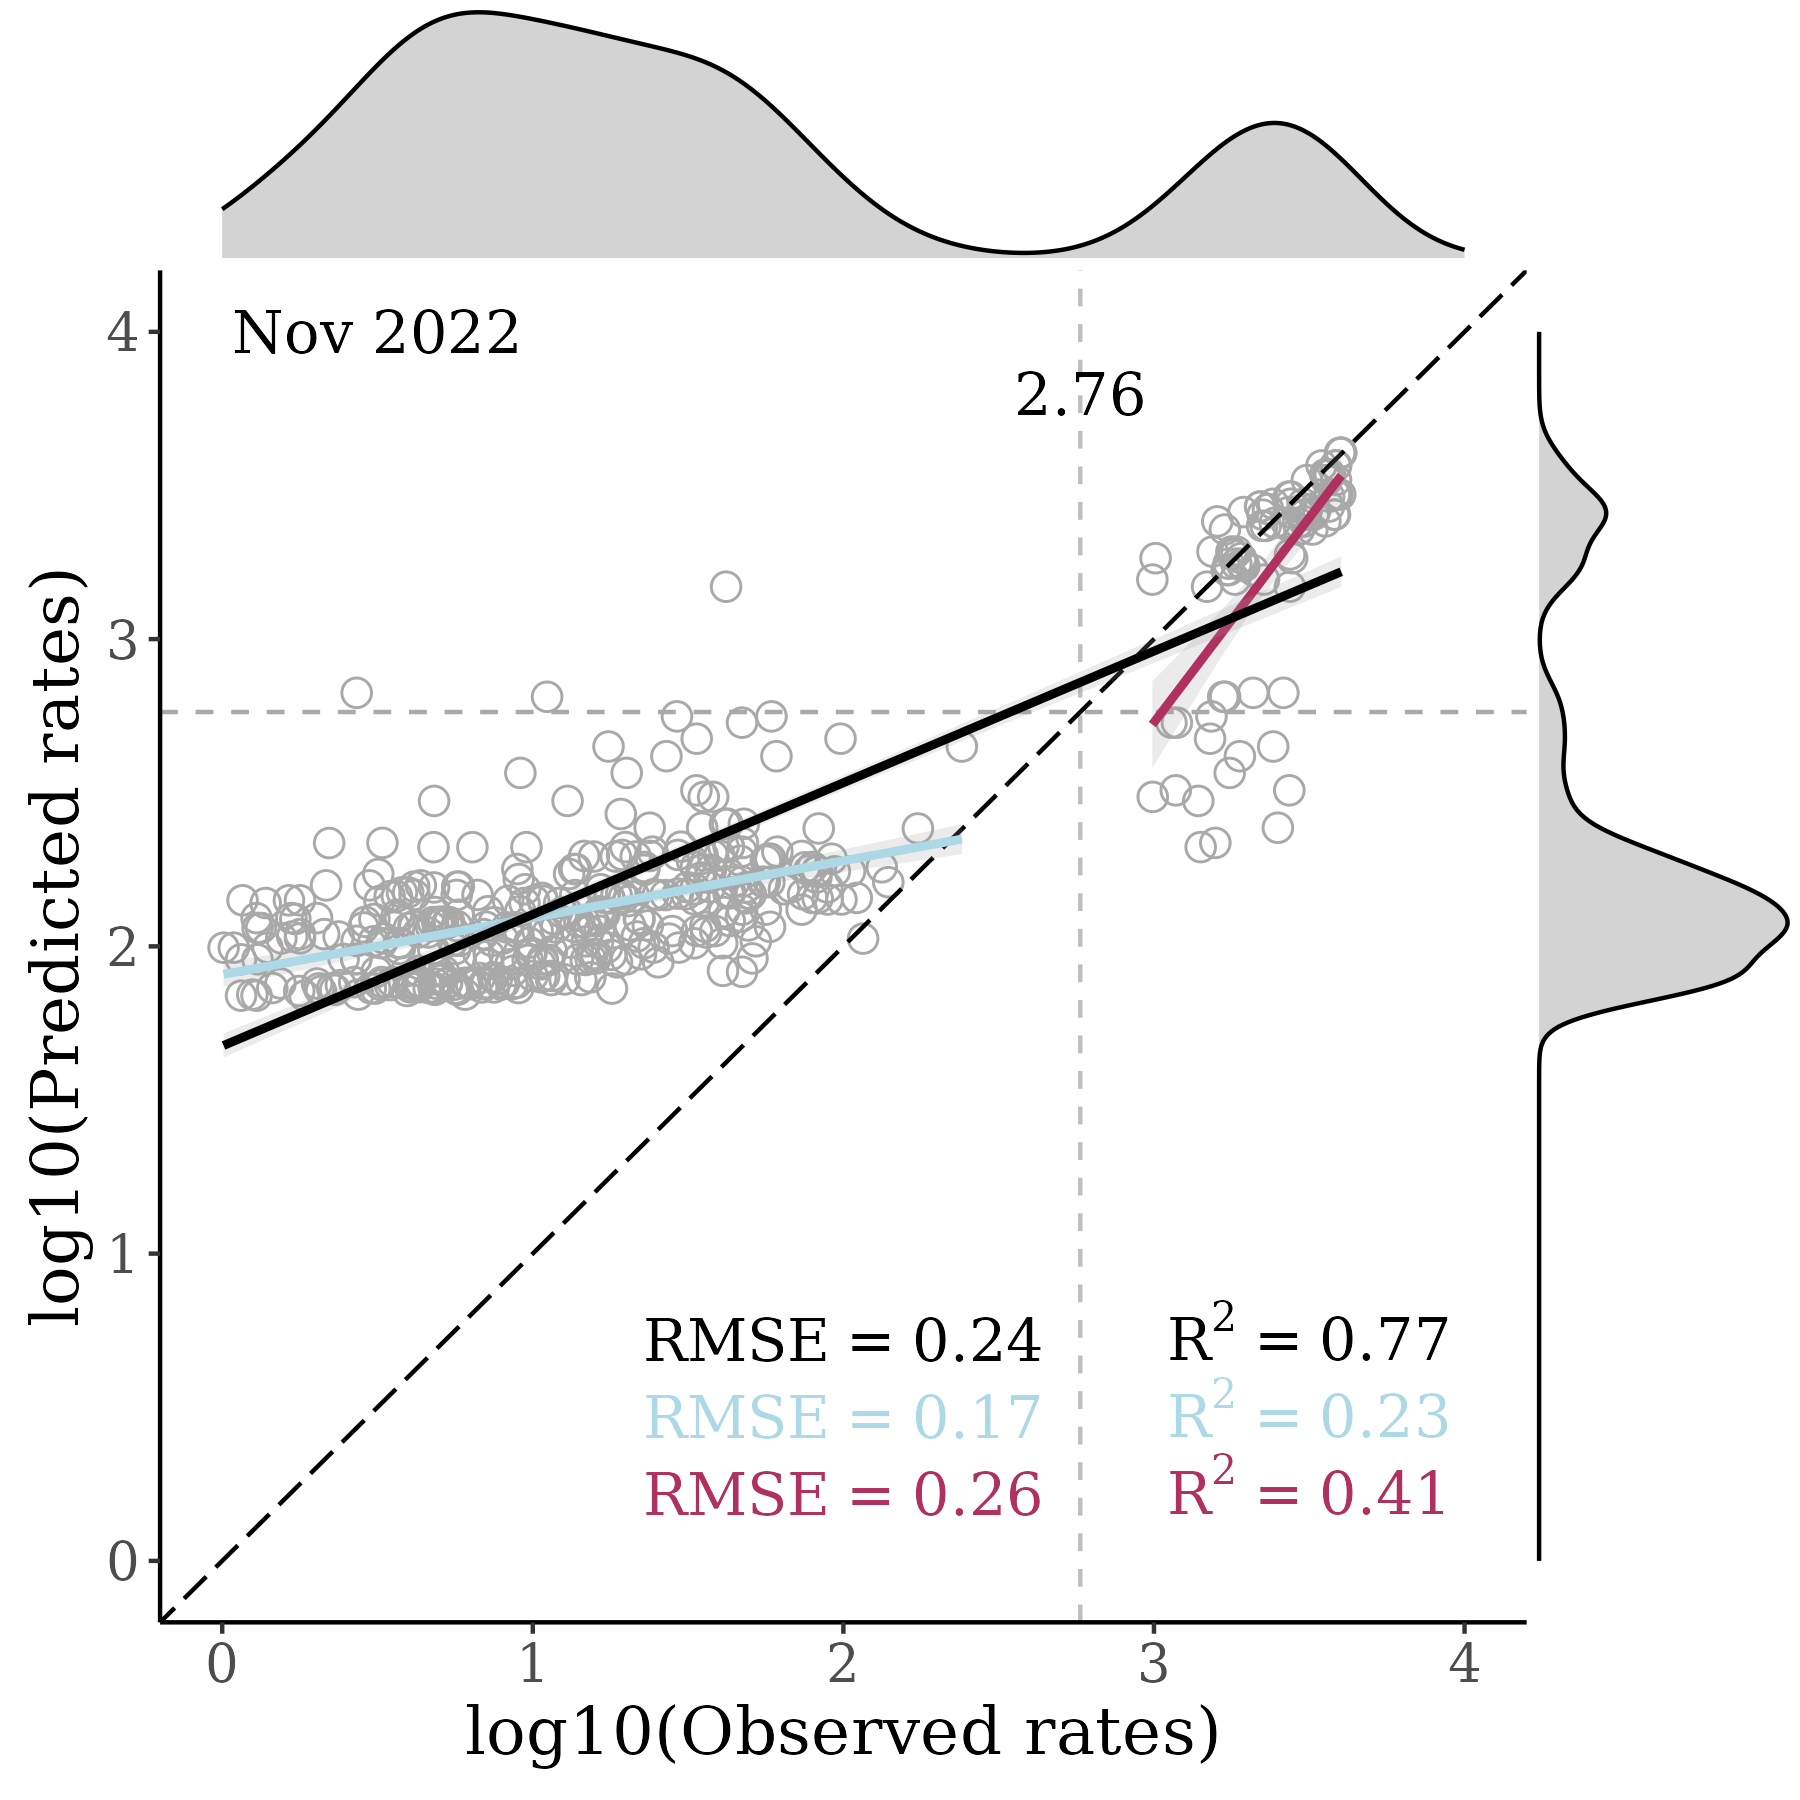 Nov 2022
2.76
4
3
2
1
0
log10(Predicted rates)
RMSE = 0.24 R² = 0.77
RMSE = 0.17 R² = 0.23
RMSE = 0.26 R² = 0.41
0 1 2 3 4
log10(Observed rates)